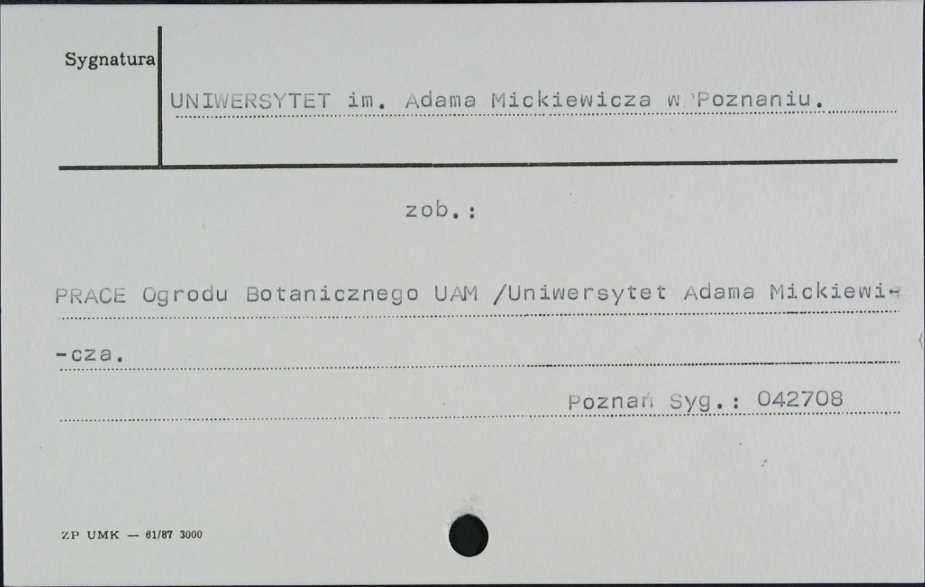 Sygnatura
UNIWERSYTET im. Adama Mickiewicza w Poznaniu.
zob.:
PRACE Ogrodu Botanicznego UAM /Uniwersytet Adama Mickiewi-
-cza.
Poznań Syg.: 042708
ZP UMK — 61/87 3000